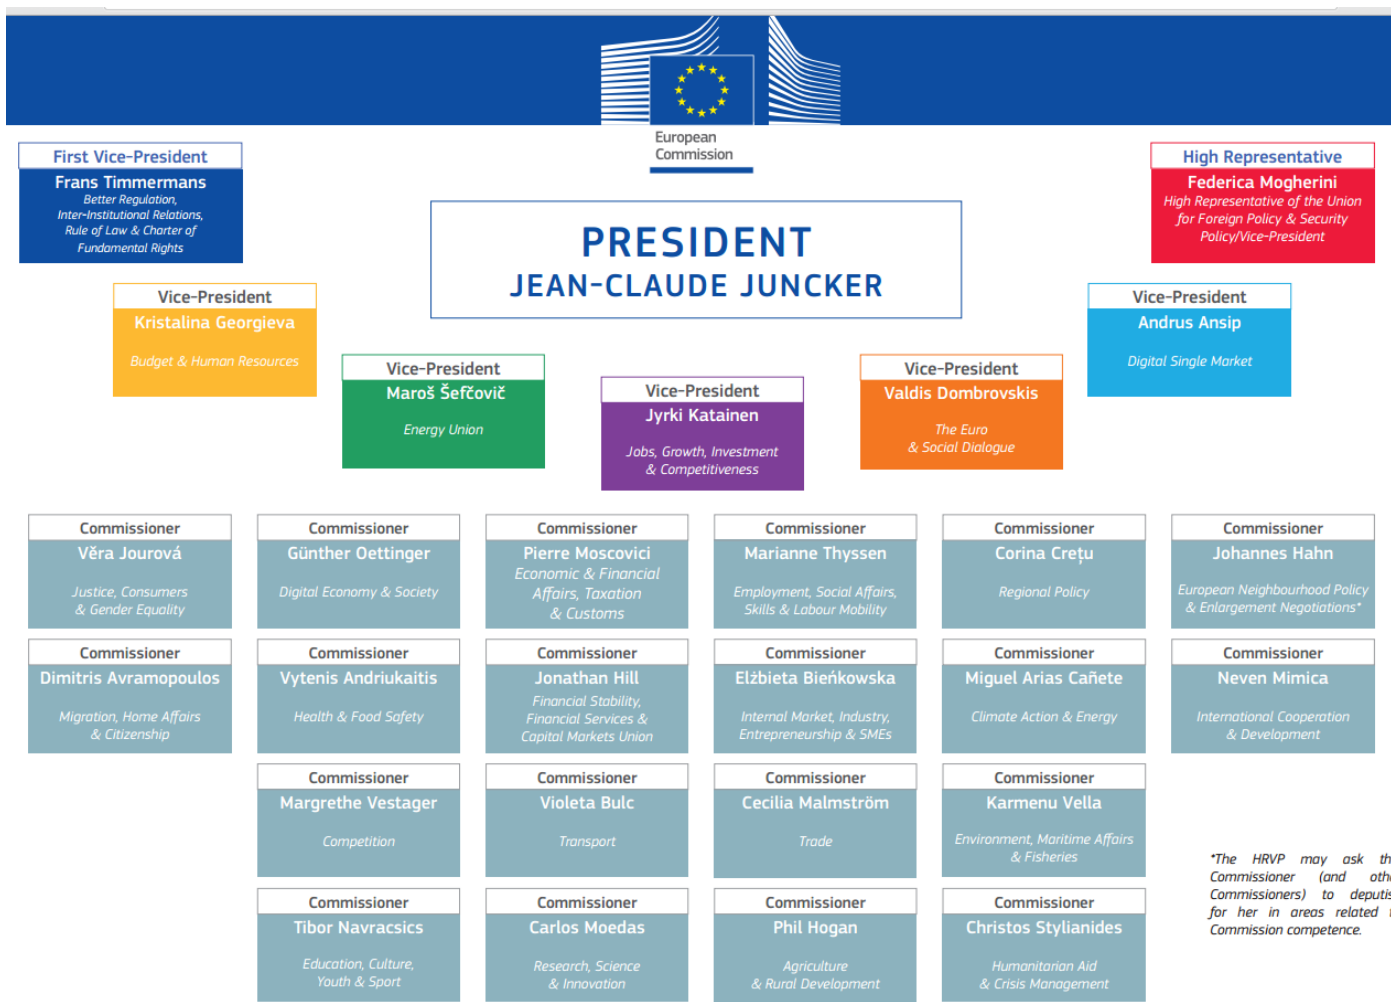 European
Commission
First Vice-President
Frans Timmermans
Better Regulation,
Inter-Institutional Relations,
Rule of Law & Charter of
Fundamental Rights
High Representative
Federica Mogherini
High Representative of the Union
for Foreign Policy & Security
Policy/Vice-President
PRESIDENT
JEAN-CLAUDE JUNCKER
Vice-President
Kristalina Georgieva
Budget & Human Resources
Vice-President
Andrus Ansip
Digital Single Market
Vice-President
Maroš Šefčovič
Energy Union
Vice-President
Jyrki Katainen
Jobs, Growth, Investment
& Competitiveness
Vice-President
Valdis Dombrovskis
The Euro
& Social Dialogue
Commissioner
Věra Jourová
Justice, Consumers
& Gender Equality
Commissioner
Günther Oettinger
Digital Economy & Society
Commissioner
Pierre Moscovici
Economic & Financial
Affairs, Taxation
& Customs
Commissioner
Marianne Thyssen
Employment, Social Affairs,
Skills & Labour Mobility
Commissioner
Corina Crețu
Regional Policy
Commissioner
Johannes Hahn
European Neighbourhood Policy
& Enlargement Negotiations*
Commissioner
Dimitris Avramopoulos
Migration, Home Affairs
& Citizenship
Commissioner
Vytenis Andriukaitis
Health & Food Safety
Commissioner
Jonathan Hill
Financial Stability,
Financial Services &
Capital Markets Union
Commissioner
Elżbieta Bieńkowska
Internal Market, Industry,
Entrepreneurship & SMEs
Commissioner
Miguel Arias Cañete
Climate Action & Energy
Commissioner
Neven Mimica
International Cooperation
& Development
Commissioner
Margrethe Vestager
Competition
Commissioner
Violeta Bulc
Transport
Commissioner
Cecilia Malmström
Trade
Commissioner
Karmenu Vella
Environment, Maritime Affairs
& Fisheries
Commissioner
Tibor Navracsics
Education, Culture,
Youth & Sport
Commissioner
Carlos Moedas
Research, Science
& Innovation
Commissioner
Phil Hogan
Agriculture
& Rural Development
Commissioner
Christos Stylianides
Humanitarian Aid
& Crisis Management
*The HRVP may ask th
Commissioner (and oth
Commissioners) to deputis
for her in areas related t
Commission competence.